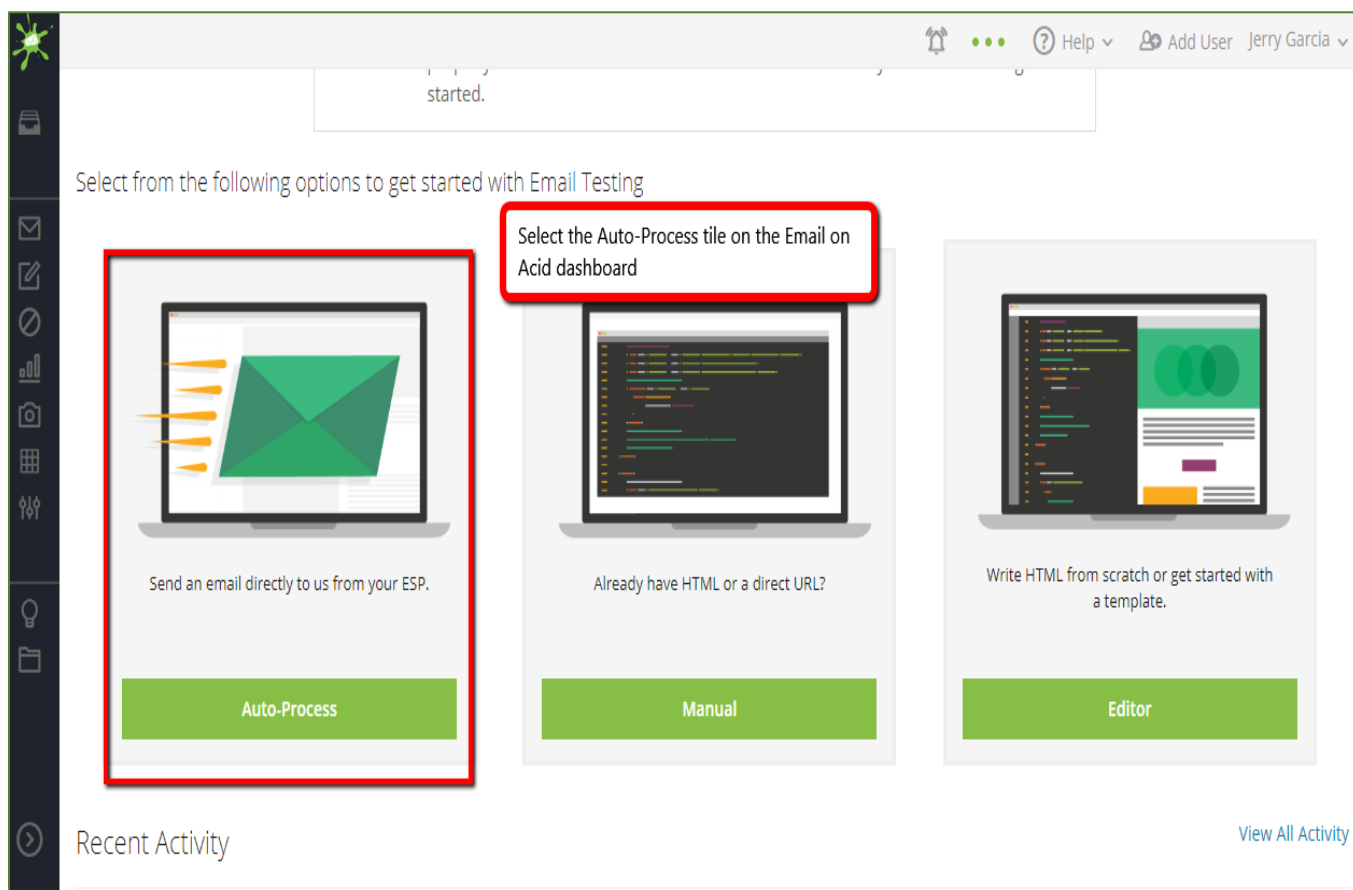 Help
Add User
Jerry Garcia
started.
Select from the following options to get started with Email Testing
Select the Auto-Process tile on the Email on
Acid dashboard
Send an email directly to us from your ESP.
Already have HTML or a direct URL?
Write HTML from scratch or get started with
a template.
Auto-Process
Manual
Editor
Recent Activity
View All Activity